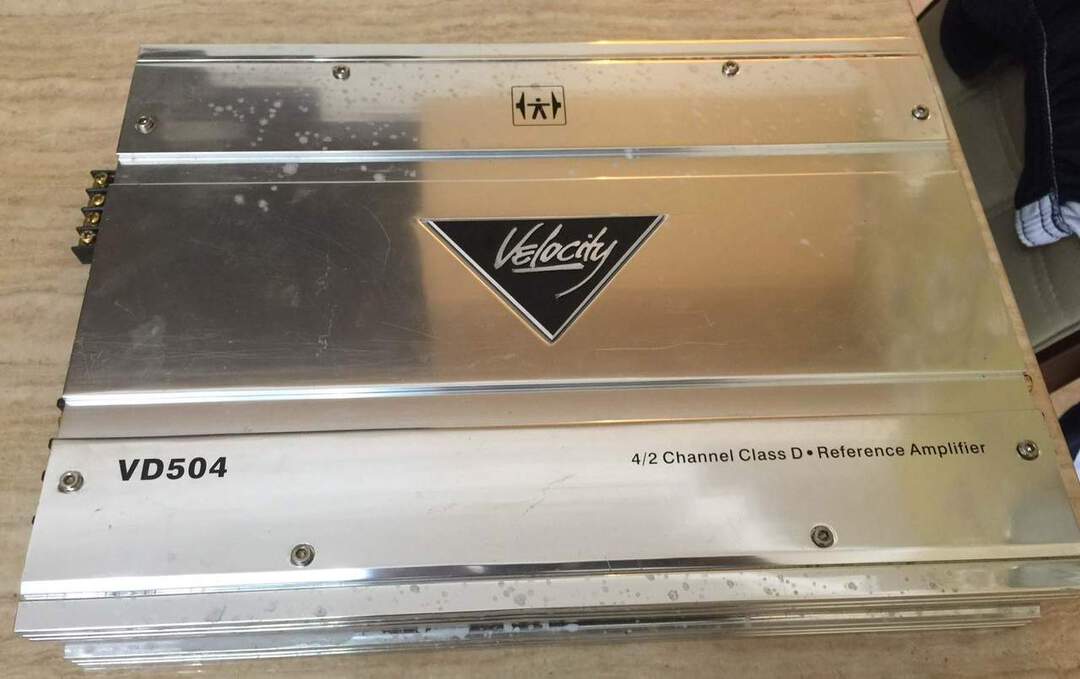 Velocity
VD504
4/2 Channel Class D • Reference Amplifier